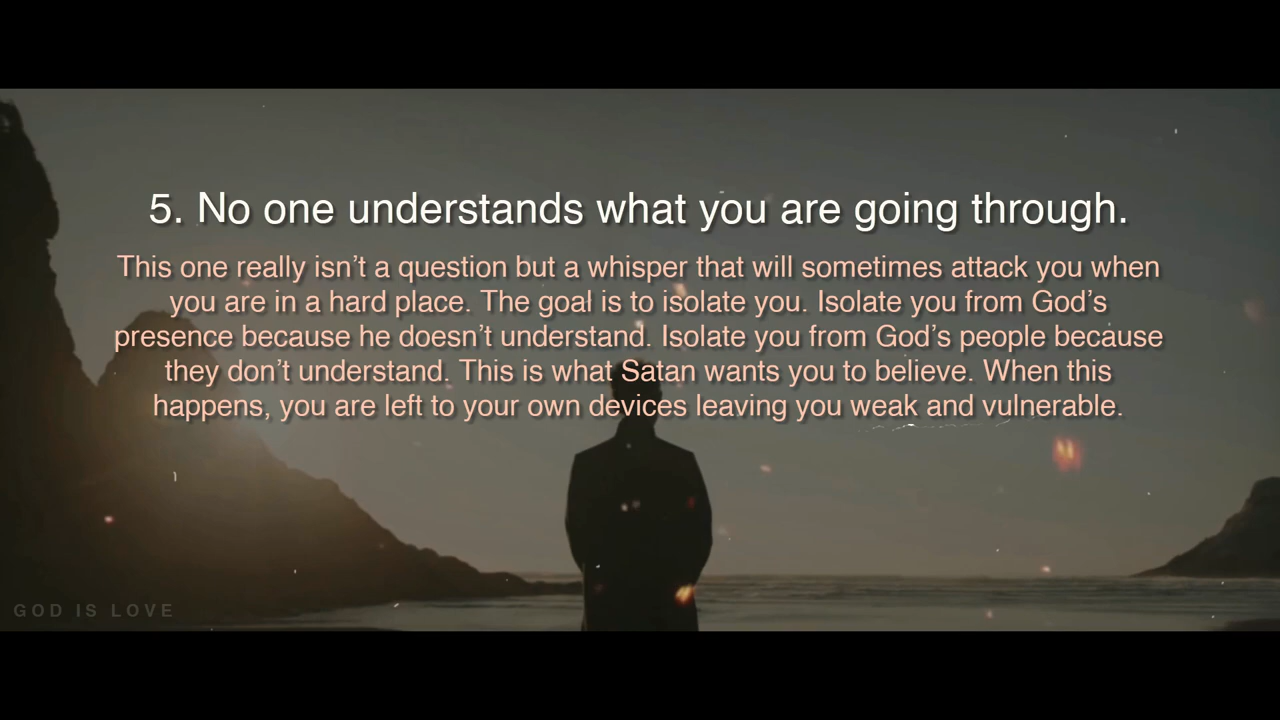 5. No one understands what you are going through.
This one really isn’t a question but a whisper that will sometimes attack you when
you are in a hard place. The goal is to isolate you. Isolate you from God’s
presence because he doesn’t understand. Isolate you from God’s people because
they don’t understand. This is what Satan wants you to believe. When this
happens, you are left to your own devices leaving you weak and vulnerable.
GOD IS LOVE